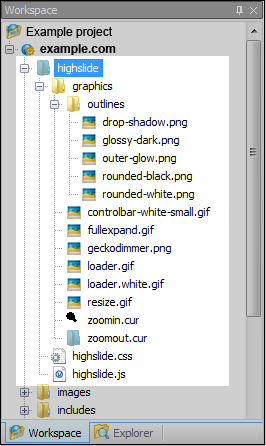 Workspace
Example project
example.com
highslide
graphics
outlines
drop-shadow.png
glossy-dark.png
outer-glow.png
rounded-black.png
rounded-white.png
controlbar-white-small.gif
fullexpand.gif
geckodimmer.png
loader.gif
loader.white.gif
resize.gif
zoomin.cur
zoomout.cur
highslide.css
highslide.js
images
includes
Workspace Explorer